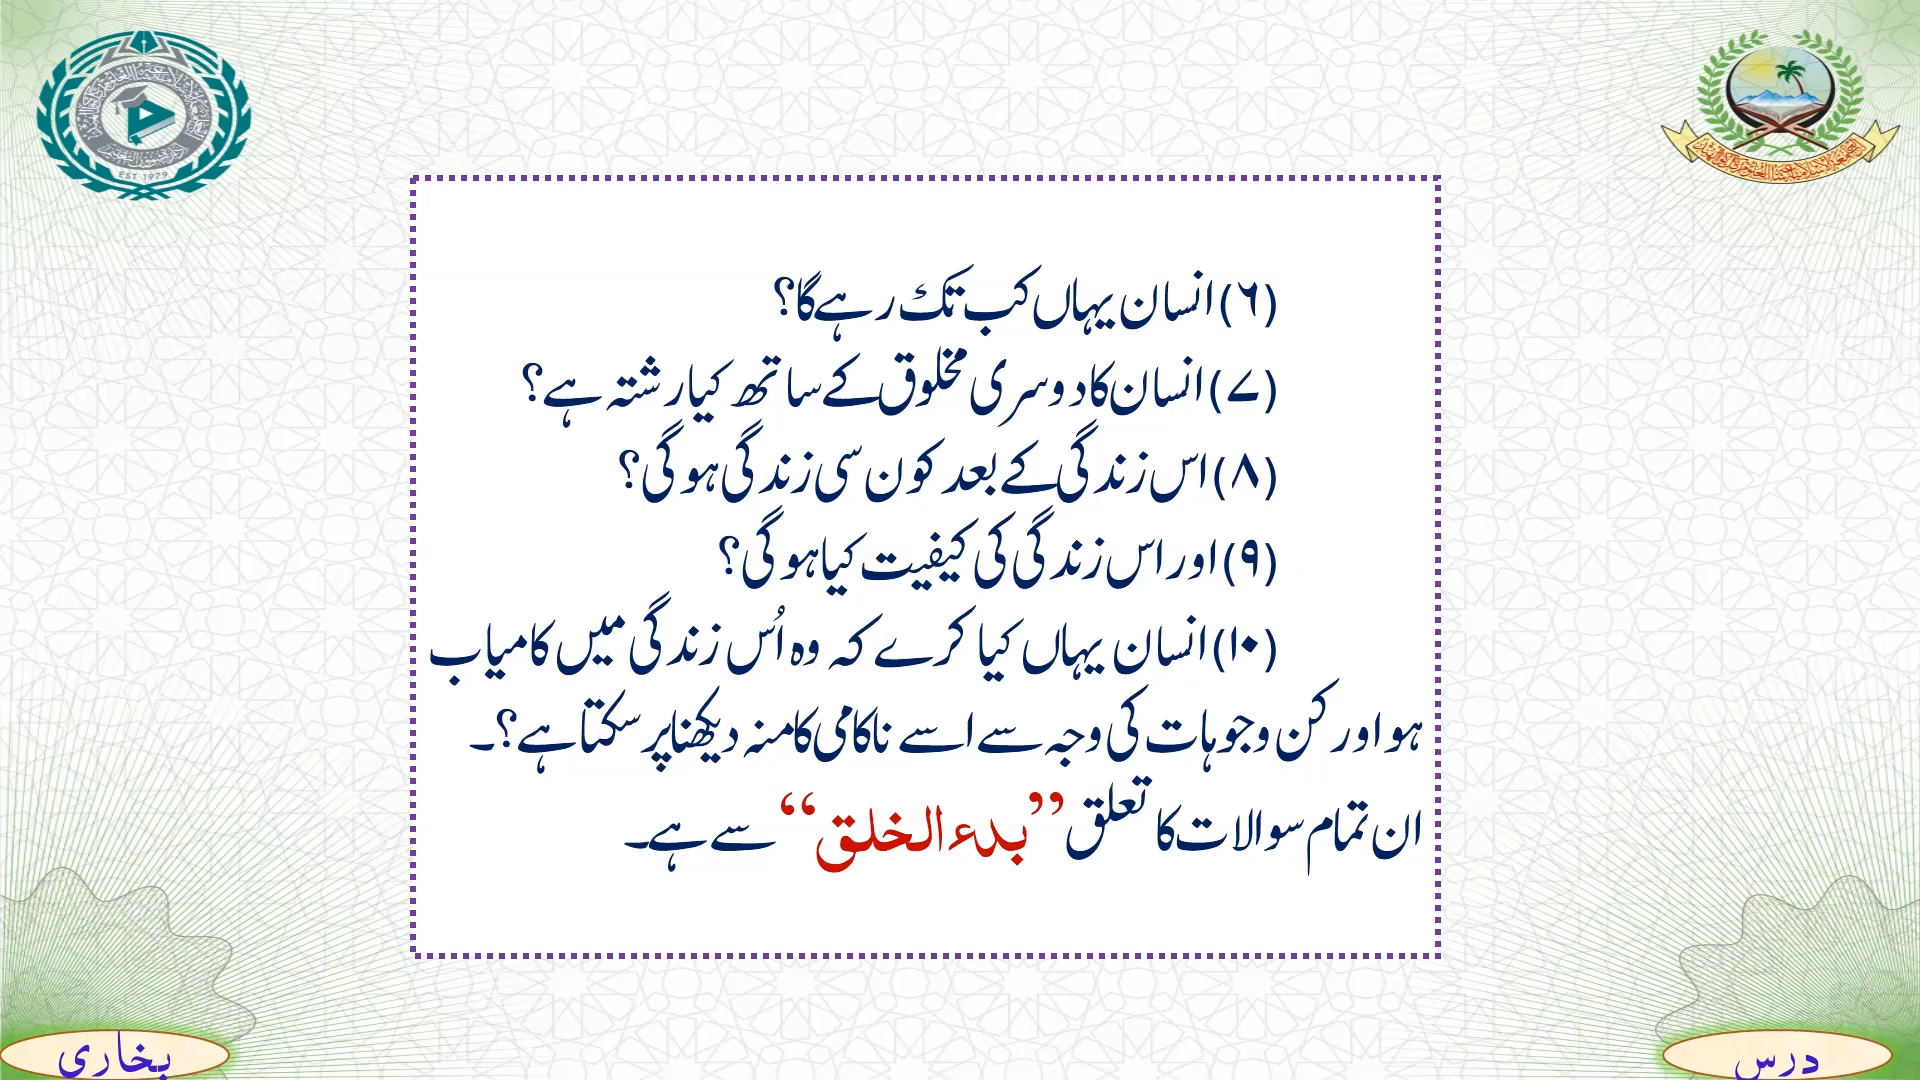 (٦) انسان یہاں کب تک رہے گا؟
(٧) انسان کا دوسری مخلوق کے ساتھ کیا رشتہ ہے؟
(٨) اس زندگی کے بعد کون سی زندگی ہوگی؟
(٩) اور اس زندگی کی کیفیت کیا ہوگی؟
(١٠) انسان یہاں کیا کرے کہ وہ اُس زندگی میں کامیاب
ہو اور کن وجوہات کی وجہ سے اسے ناکامی کا منہ دیکھنا پر سکتا ہے؟۔
ان تمام سوالات کا تعلق ”بدء الخلق“ سے ہے۔
EST 1979
درس
بخاری